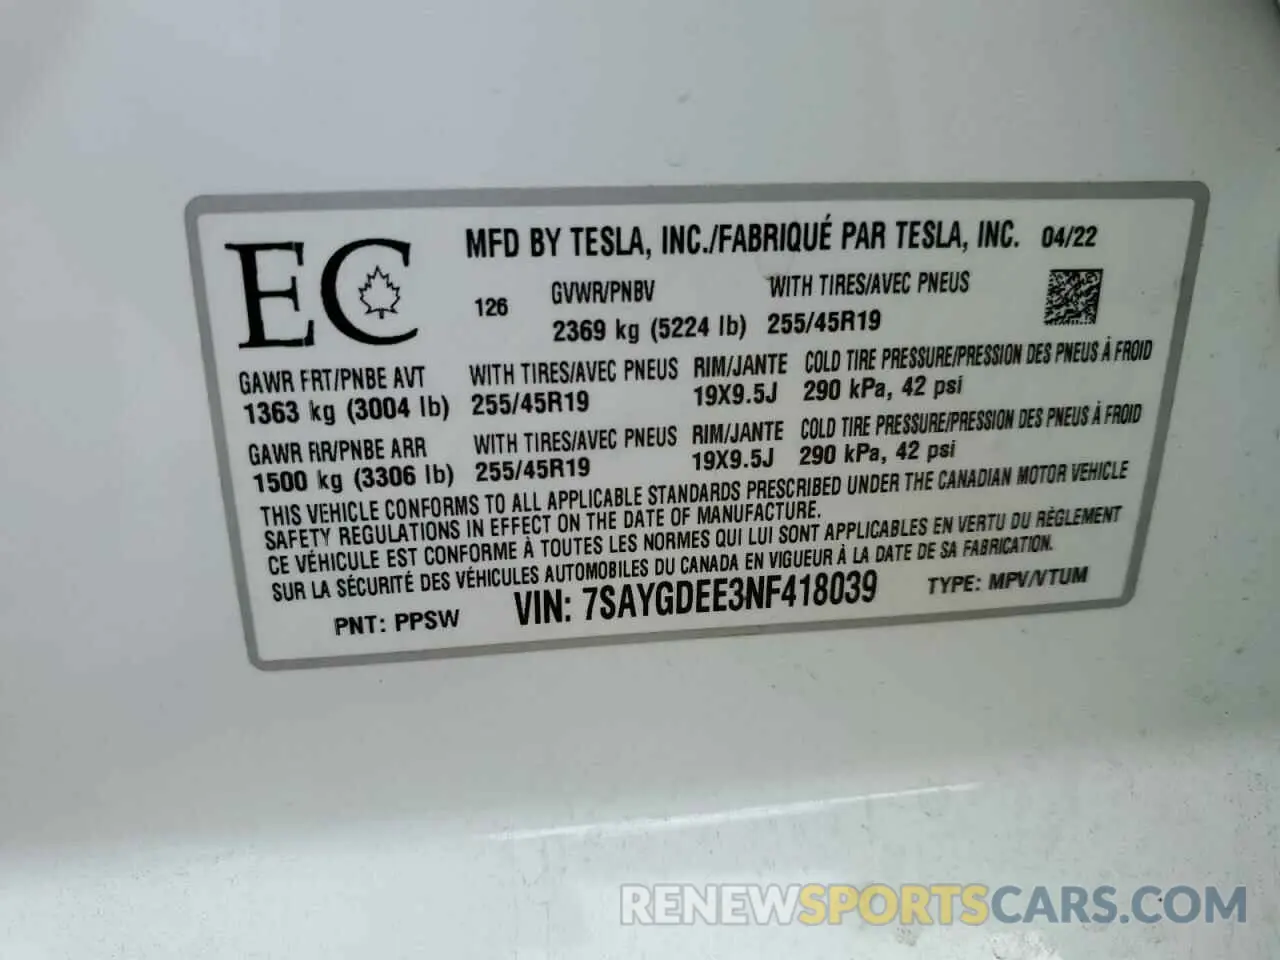 EC
MFD BY TESLA, INC./FABRIQUÉ PAR TESLA, INC. 04/22
126 GVWR/PNBV WITH TIRES/AVEC PNEUS
2369 kg (5224 lb) 255/45R19
GAWR FRT/PNBE AVT WITH TIRES/AVEC PNEUS RIM/JANTE COLD TIRE PRESSURE/PRESSION DES PNEUS À FROID
1363 kg (3004 lb) 255/45R19 19X9.5J 290 kPa, 42 psi
GAWR RR/PNBE ARR WITH TIRES/AVEC PNEUS RIM/JANTE COLD TIRE PRESSURE/PRESSION DES PNEUS À FROID
1500 kg (3306 lb) 255/45R19 19X9.5J 290 kPa, 42 psi
THIS VEHICLE CONFORMS TO ALL APPLICABLE STANDARDS PRESCRIBED UNDER THE CANADIAN MOTOR VEHICLE
SAFETY REGULATIONS IN EFFECT ON THE DATE OF MANUFACTURE.
CE VÉHICULE EST CONFORME À TOUTES LES NORMES QUI LUI SONT APPLICABLES EN VERTU DU RÈGLEMENT
SUR LA SÉCURITÉ DES VÉHICULES AUTOMOBILES DU CANADA EN VIGUEUR À LA DATE DE SA FABRICATION.
PNT: PPSW VIN: 7SAYGDEE3NF418039 TYPE: MPV/VTUM
RENEWSPORTSCARS.COM